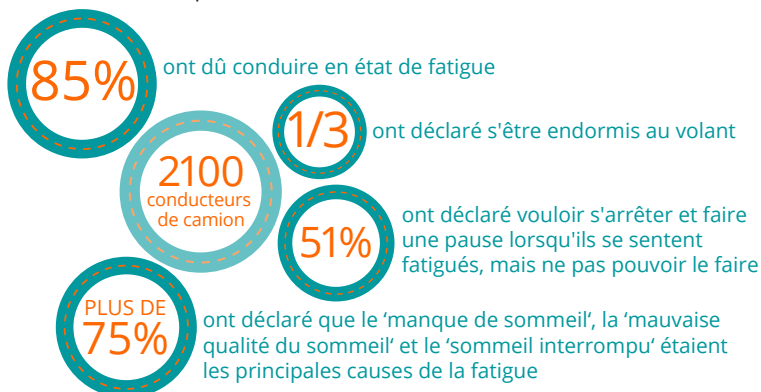 85%
ont dû conduire en état de fatigue
1/3
ont déclaré s'être endormis au volant
2100
conducteurs
de camion
51%
ont déclaré vouloir s'arrêter et faire
une pause lorsqu'ils se sentent
fatigués, mais ne pas pouvoir le faire
PLUS DE
75%
ont déclaré que le ‘manque de sommeil‘, la ‘mauvaise
qualité du sommeil‘ et le ‘sommeil interrompu‘ étaient
les principales causes de la fatigue